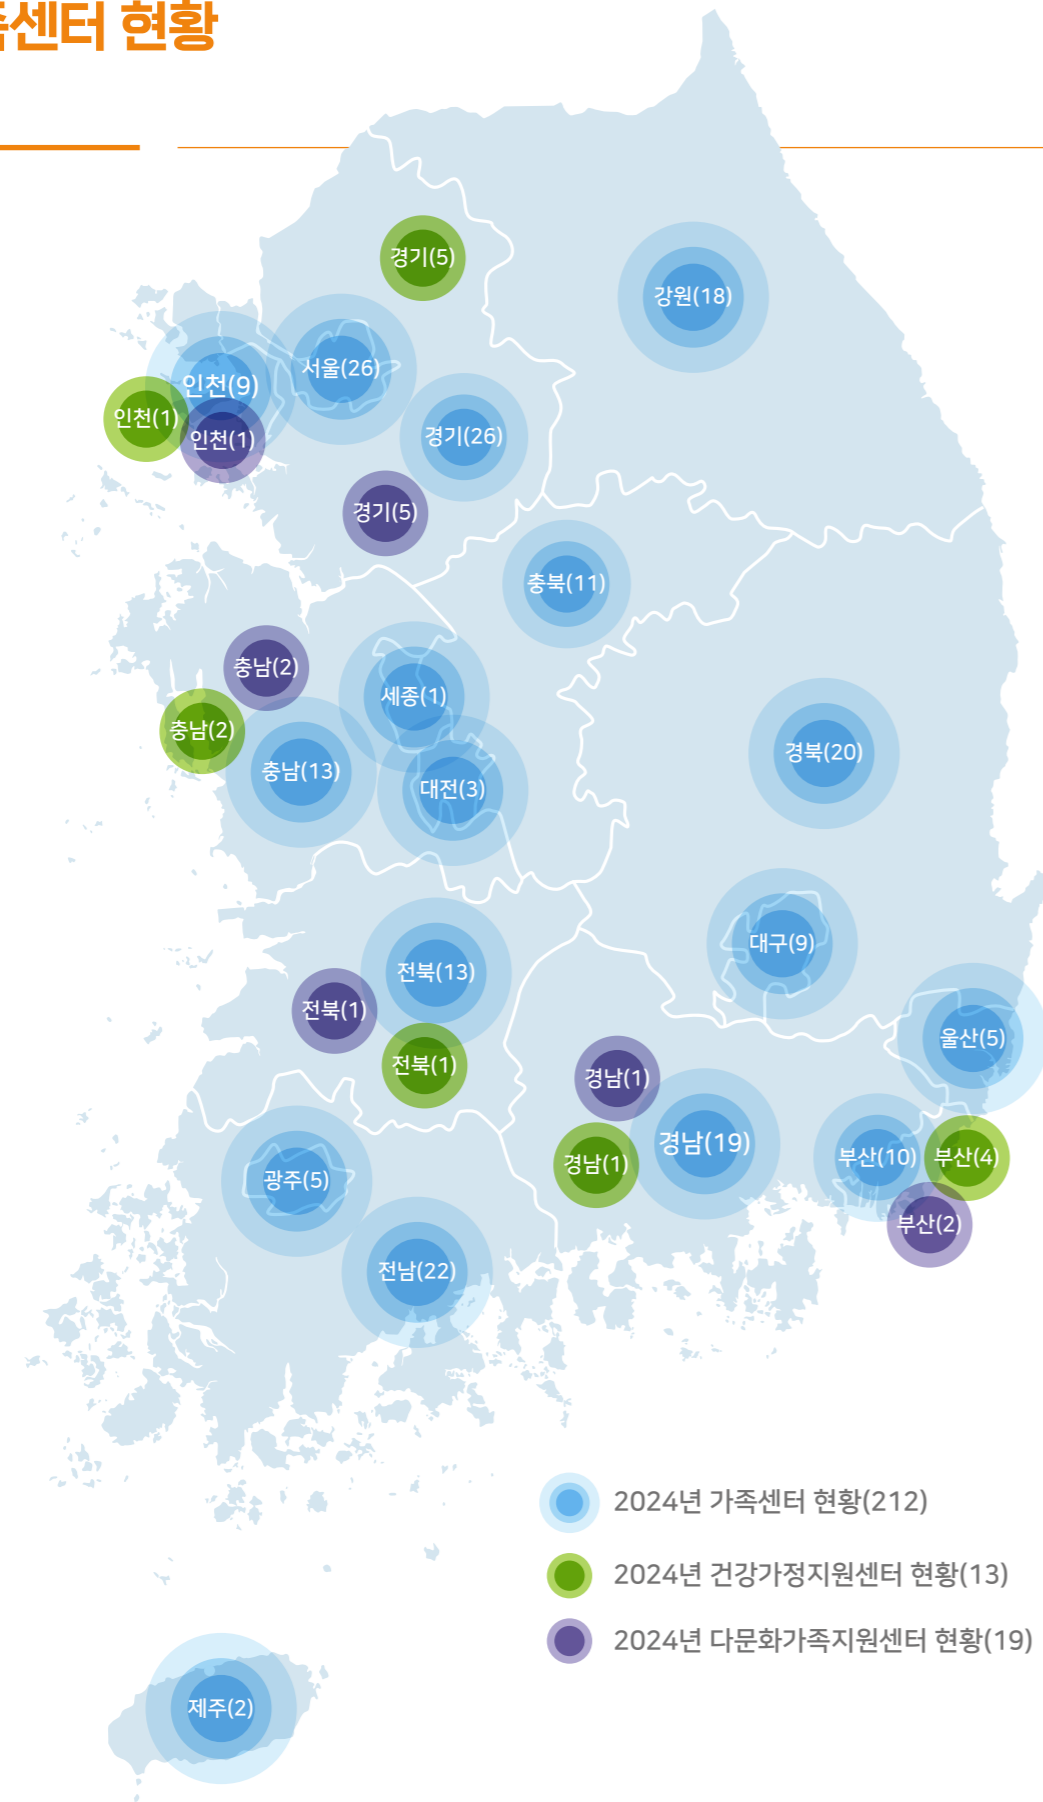 족센터 현황
경기(5)
강원(18)
서울(26)
인천(9)
인천(1)
인천(1)
경기(26)
경기(5)
충북(11)
충남(2)
세종(1)
충남(2)
충남(13)
대전(3)
경북(20)
대구(9)
전북(13)
전북(1)
전북(1)
울산(5)
경남(1)
경남(19)
경남(1)
부산(10)
부산(4)
부산(2)
광주(5)
전남(22)
2024년 가족센터 현황(212)
2024년 건강가정지원센터 현황(13)
2024년 다문화가족지원센터 현황(19)
제주(2)